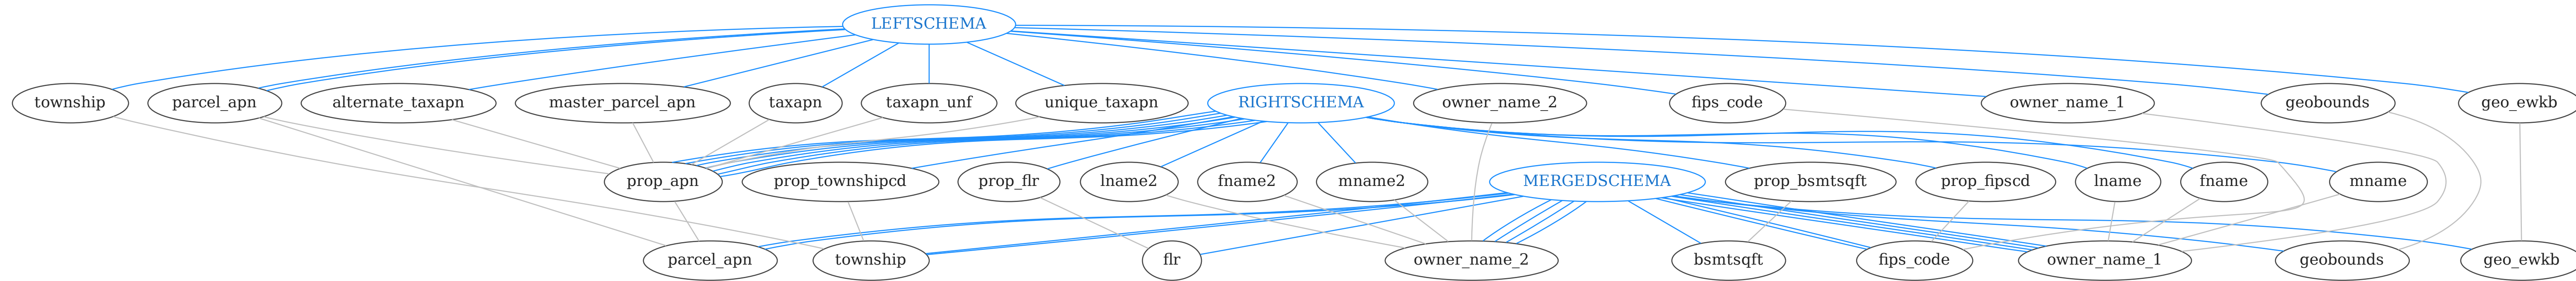 LEFTSCHEMA
township
parcel_apn
alternate_taxapn
master_parcel_apn
taxapn
taxapn_unf
unique_taxapn
RIGHTSCHEMA
owner_name_2
fips_code
owner_name_1
geobounds
geo_ewkb
prop_apn
prop_townshipcd
prop_flr
lname2
fname2
mname2
MERGEDSCHEMA
prop_bsmtsqft
prop_fipscd
lname
fname
mname
parcel_apn
township
flr
owner_name_2
bsmtsqft
fips_code
owner_name_1
geobounds
geo_ewkb